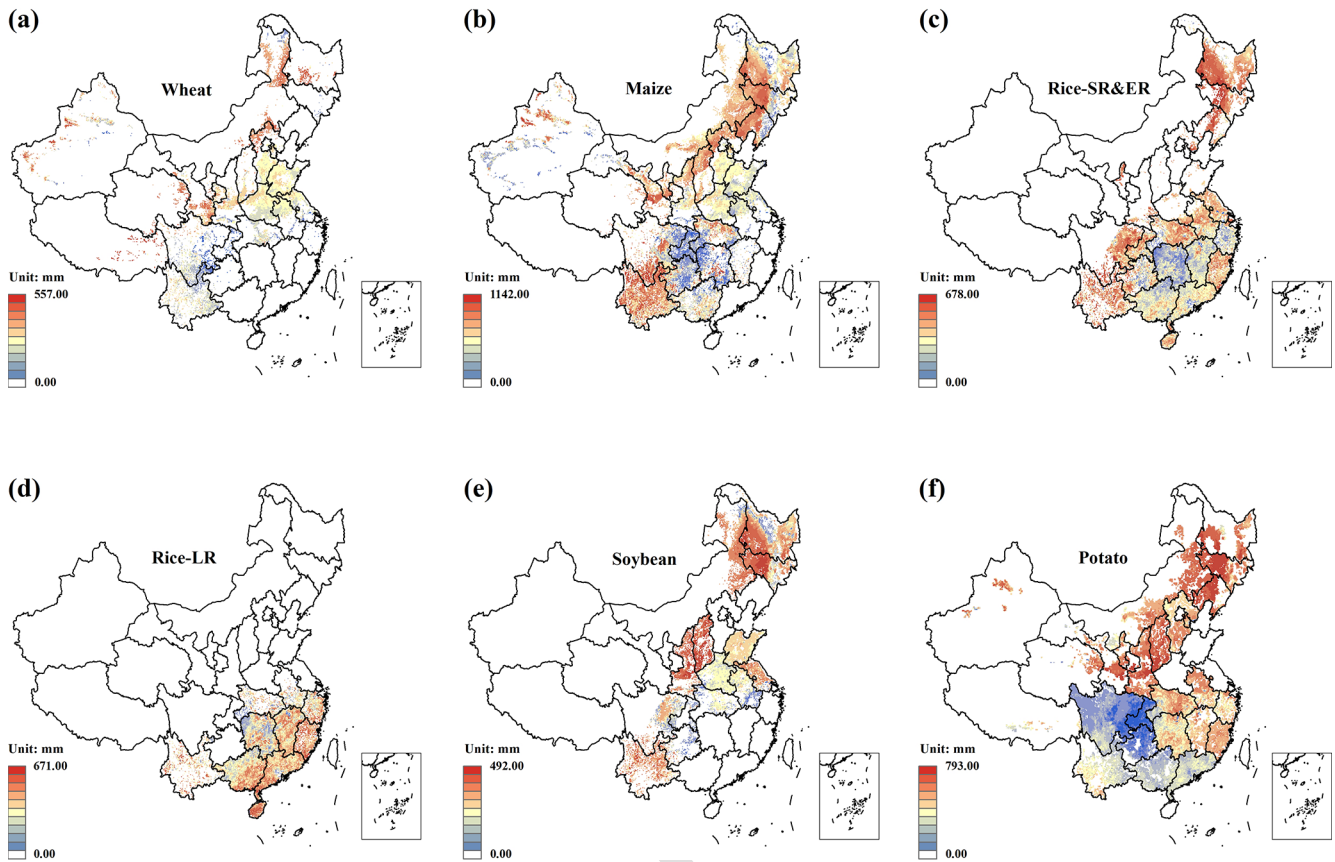 (a)
Wheat
Unit: mm
557.00
0.00
(b)
Maize
Unit: mm
1142.00
0.00
(c)
Rice-SR&ER
Unit: mm
678.00
0.00
(d)
Rice-LR
Unit: mm
671.00
0.00
(e)
Soybean
Unit: mm
492.00
0.00
(f)
Potato
Unit: mm
793.00
0.00